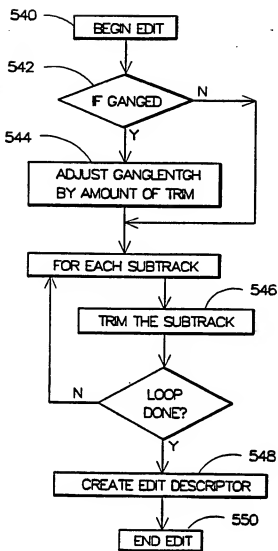 540
BEGIN EDIT
542
IF GANGED
N
Y
544
ADJUST GANGLENTGH
BY AMOUNT OF TRIM
FOR EACH SUBTRACK
546
TRIM THE SUBTRACK
N
LOOP
DONE?
Y
548
CREATE EDIT DESCRIPTOR
550
END EDIT